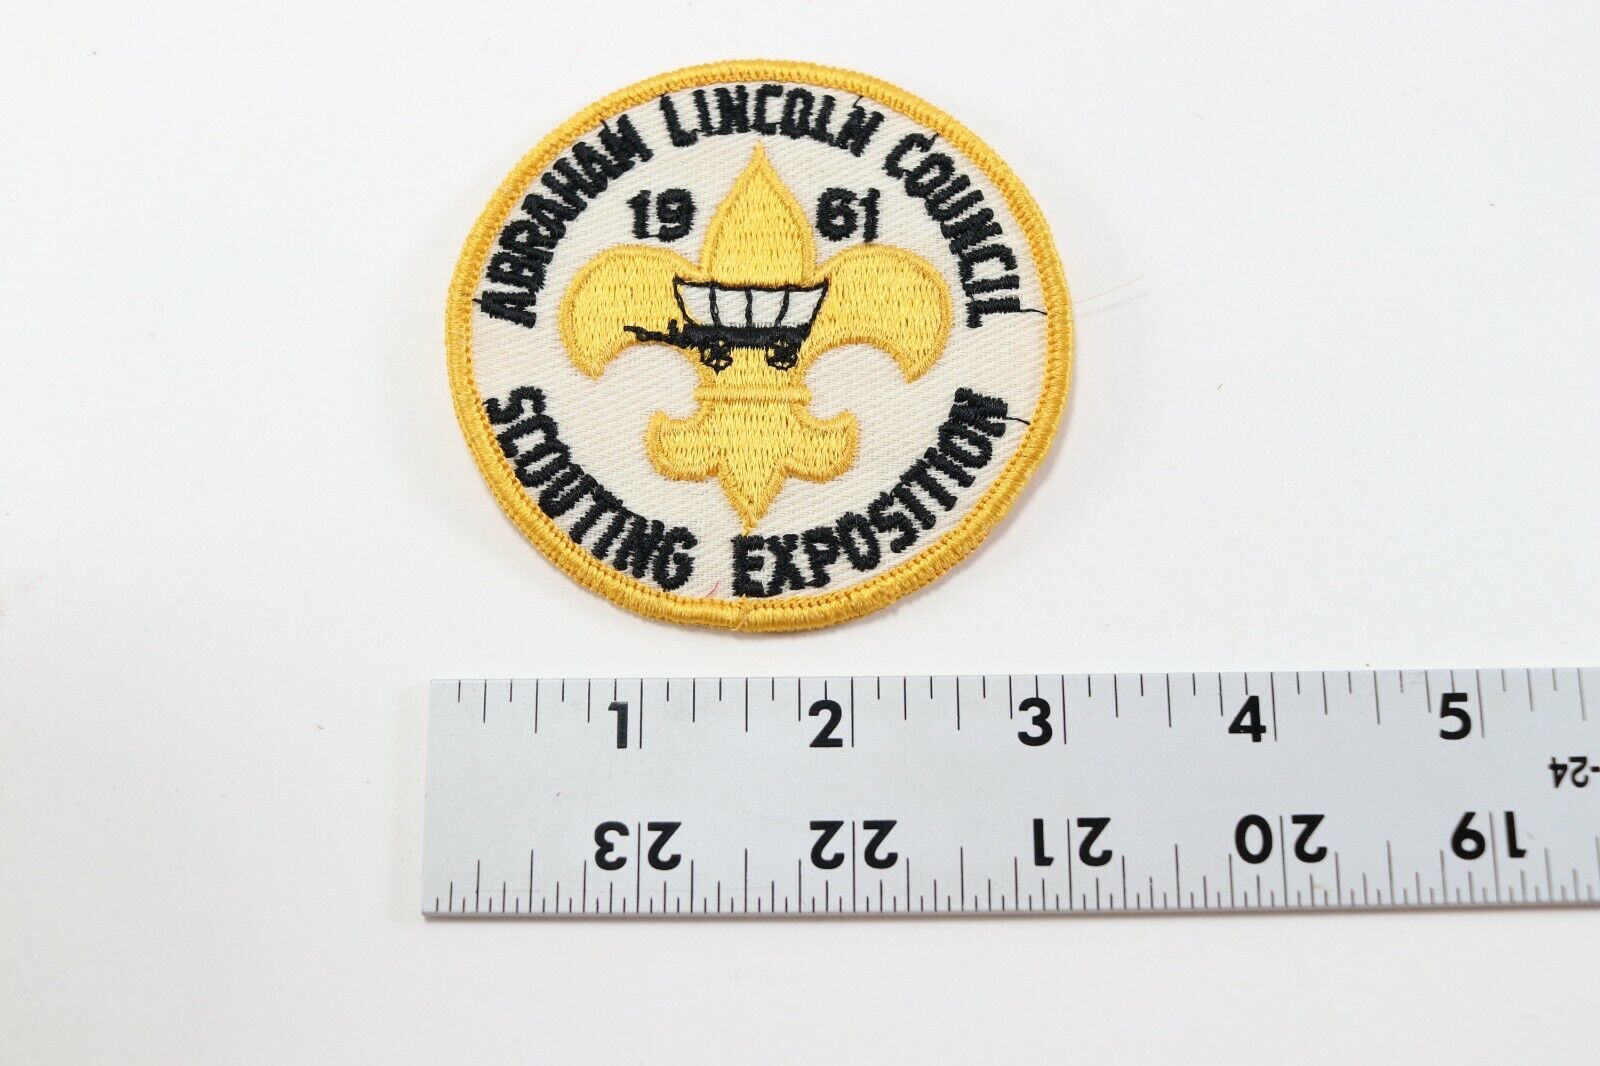 ABRAHAM LINCOLN COUNCIL
19 61
SCOUTING EXPOSITION
1 2 3 4 5
-24
23 22 21 20 19